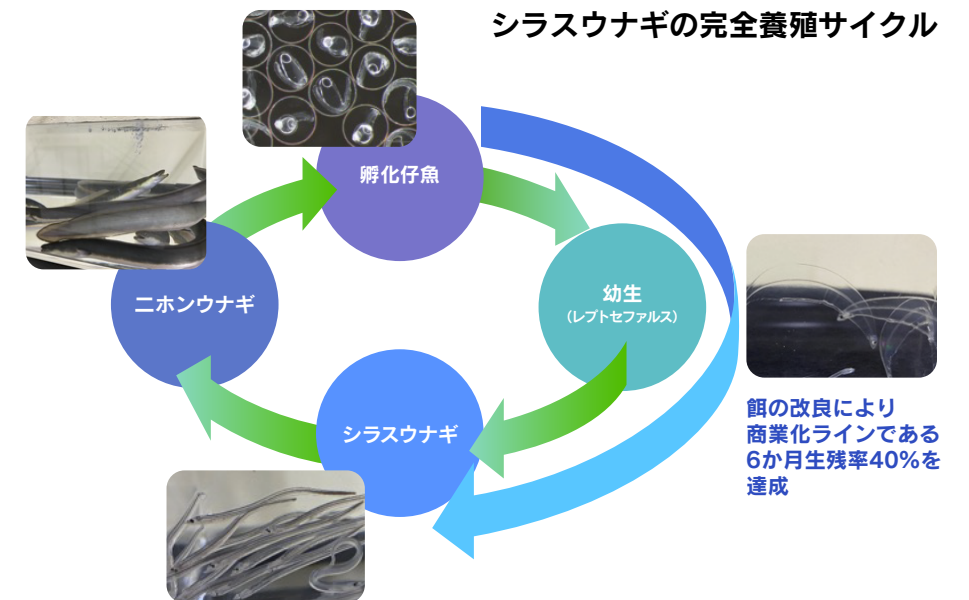 シラスウナギの完全養殖サイクル
孵化仔魚
幼生
（レプトセファルス）
ニホンウナギ
シラスウナギ
餌の改良により
商業化ラインである
6か月生残率40%を
達成